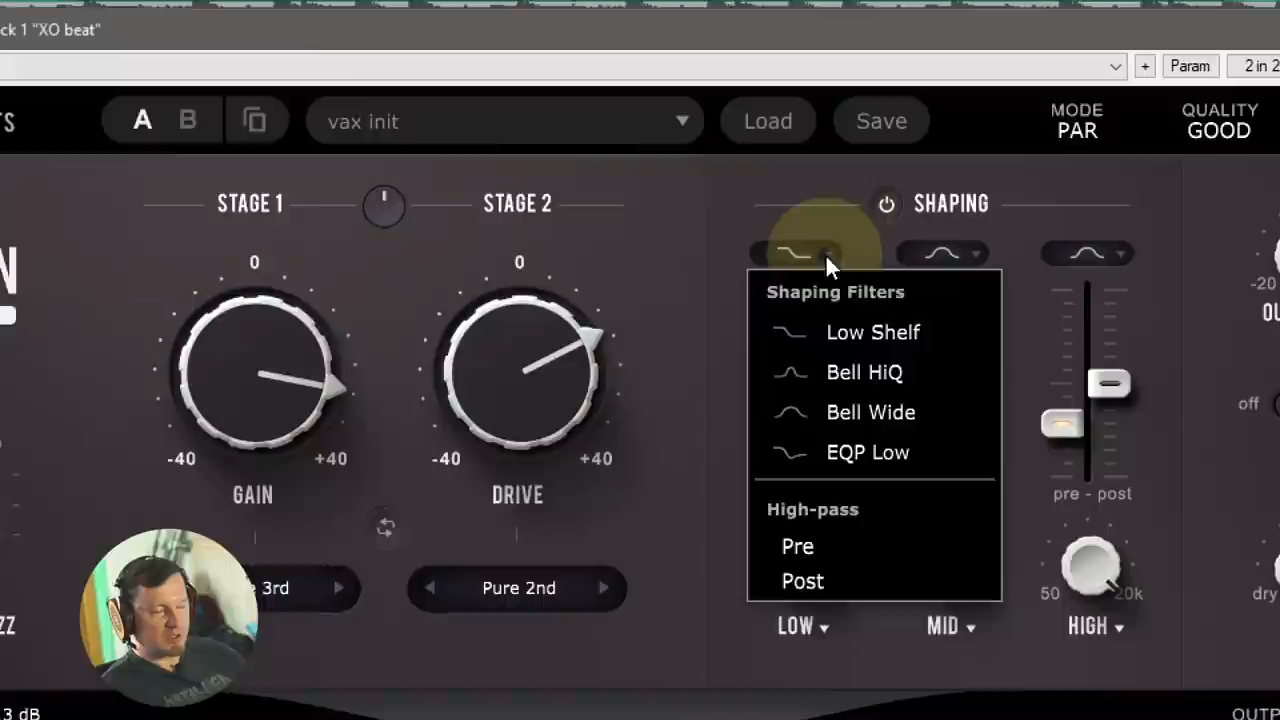 ck 1 "XO beat"
+ Param 2 in 2
TS A B vax init Load Save MODE PAR QUALITY GOOD
STAGE 1 STAGE 2 SHAPING
0 0
-20
N
Shaping Filters
Low Shelf
Bell HiQ
Bell Wide
EQP Low
High-pass
Pre
Post
off
OU
-40 +40 -40 +40
GAIN DRIVE
pre - post
3rd Pure 2nd
50 20k dry
ZZ LOW MID HIGH
.3 dB OUTP